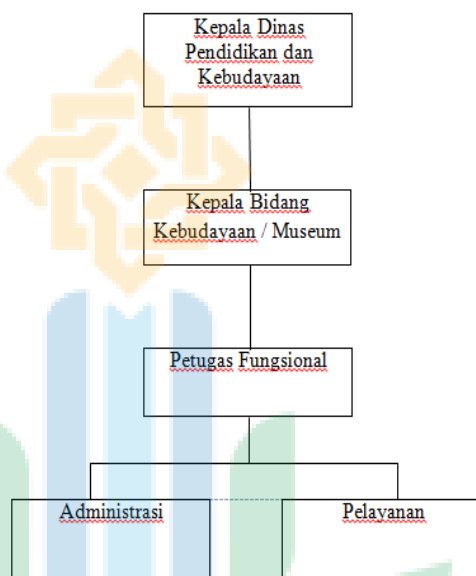 Kepala Dinas
Pendidikan dan
Kebudayaan
Kepala Bidang
Kebudayaan / Museum
Petugas Fungsional
Administrasi
Pelayanan